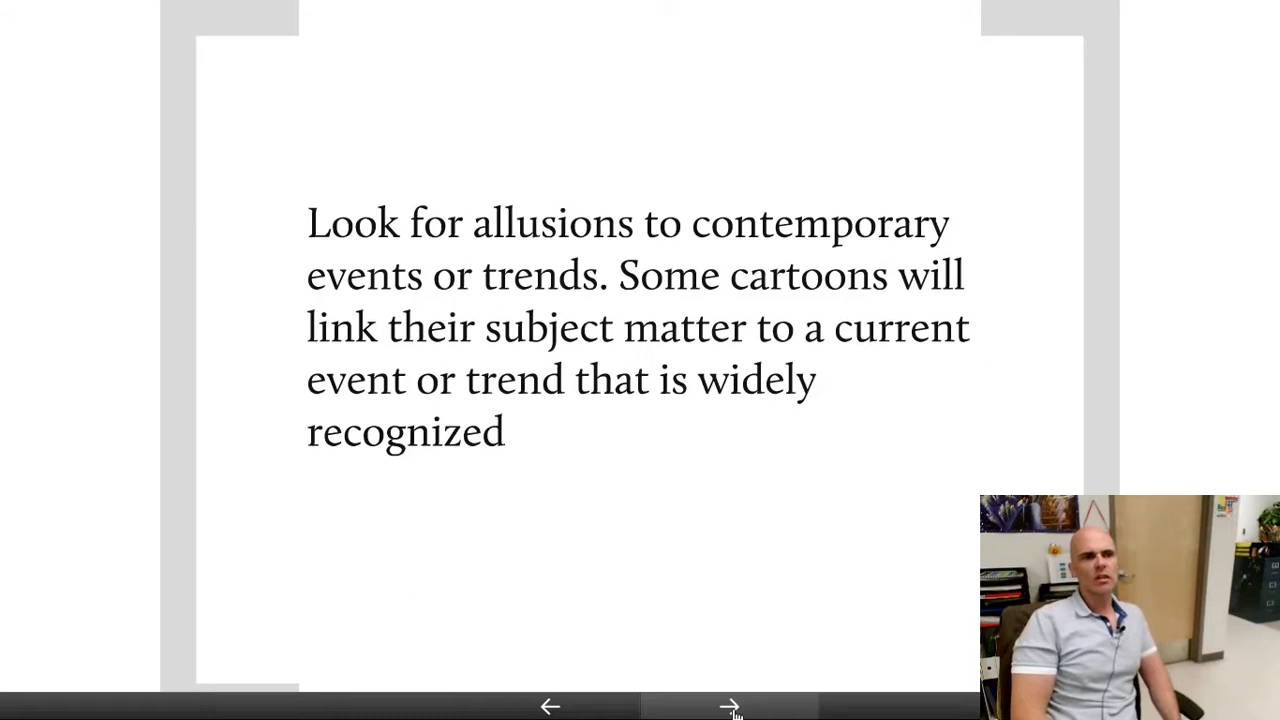 Look for allusions to contemporary
events or trends. Some cartoons will
link their subject matter to a current
event or trend that is widely
recognized